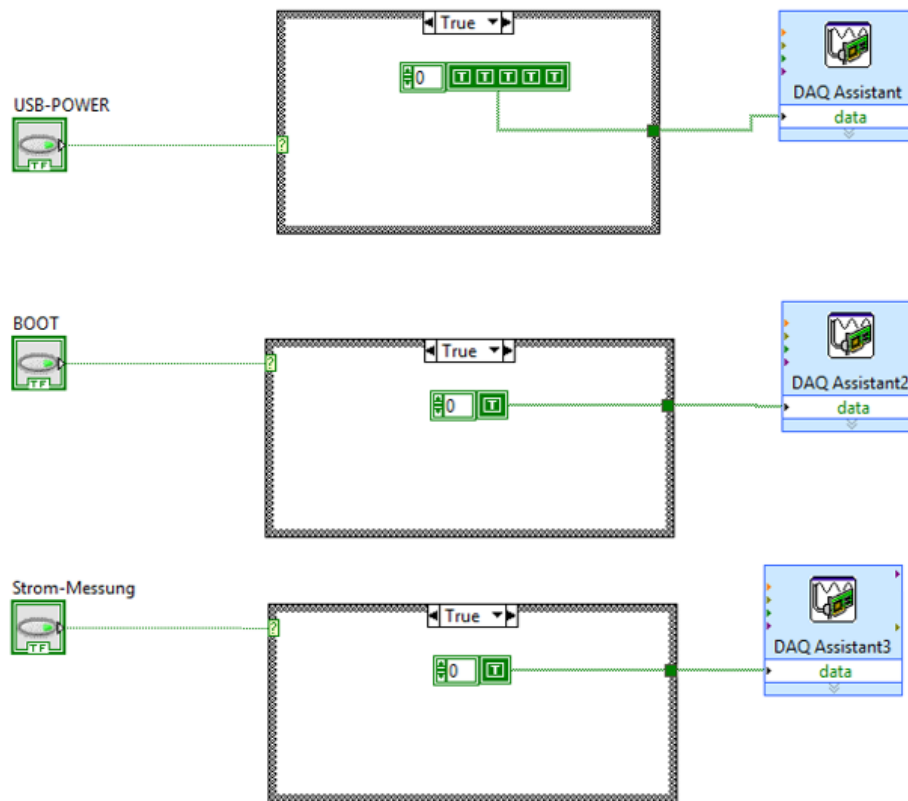 True
0 T T T T T
DAQ Assistant
data
USB-POWER
?
TF
True
BOOT
?
TF
0 T
DAQ Assistant2
data
Strom-Messung
True
?
TF
0 T
DAQ Assistant3
data